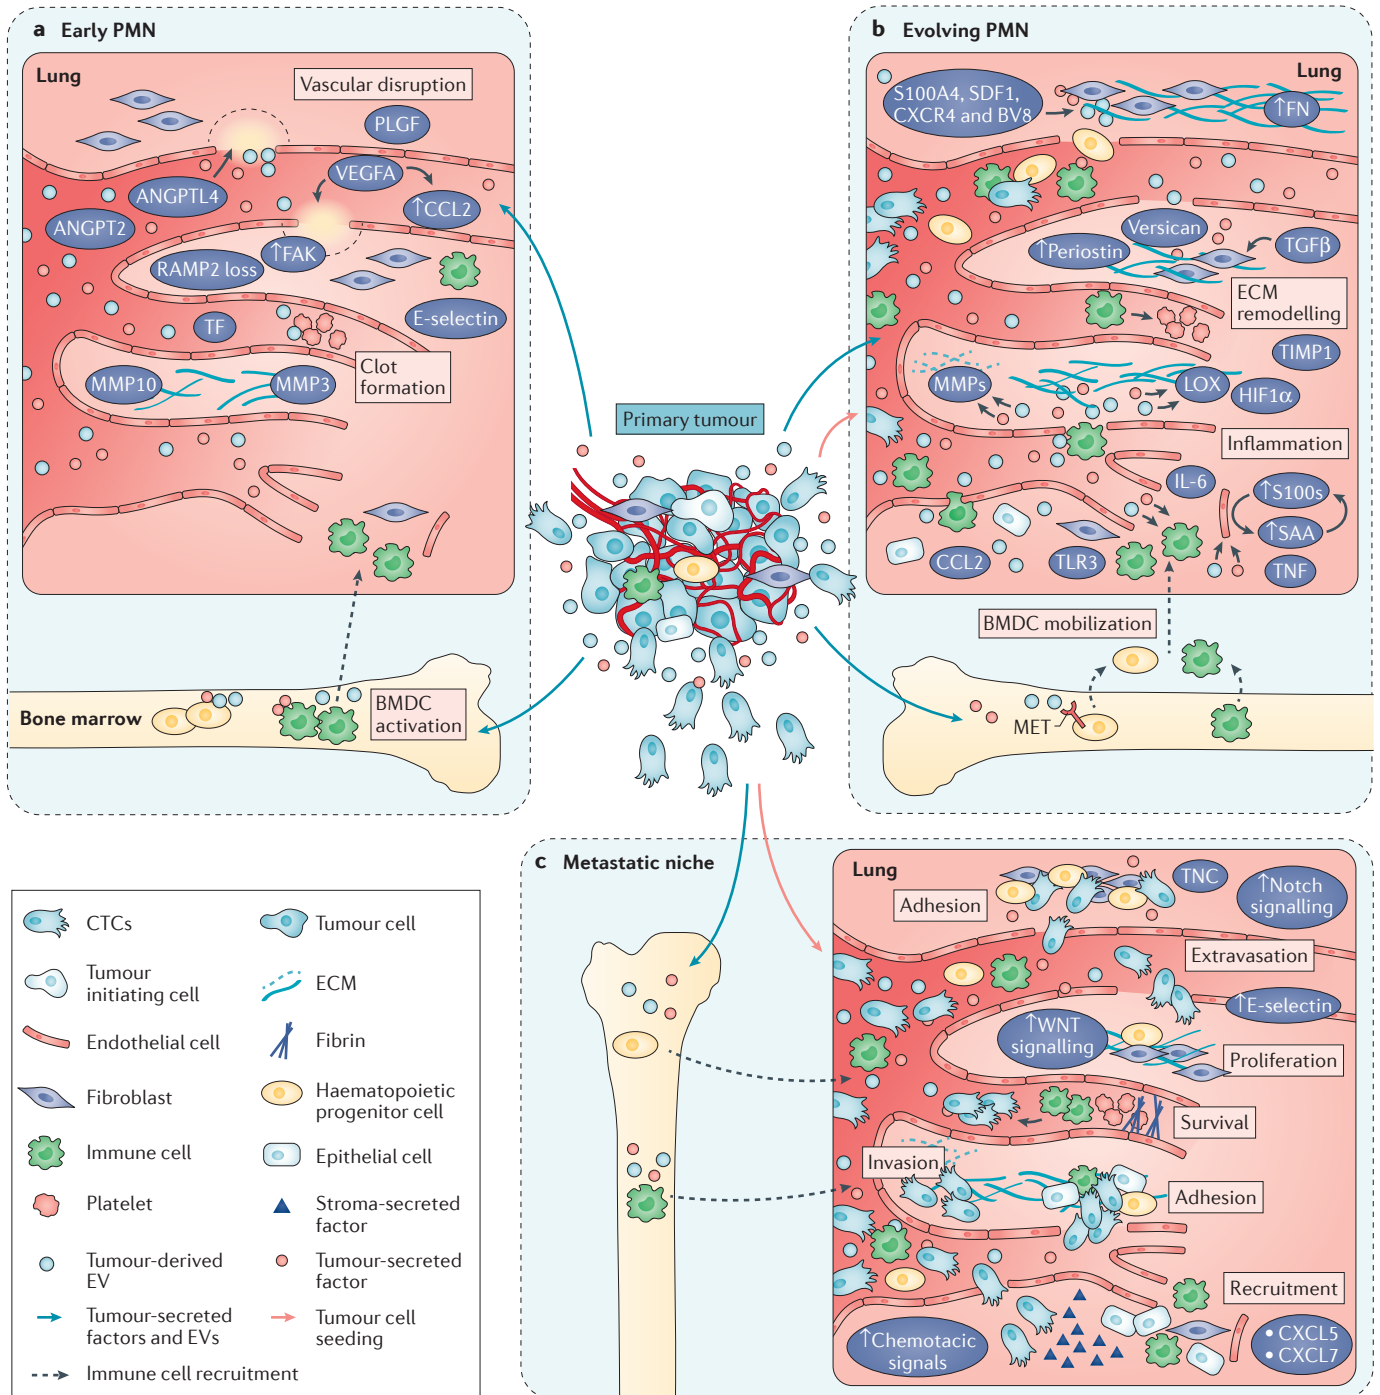 a Early PMN
Lung
Vascular disruption
PLGF
VEGFA
ANGPTL4
↑CCL2
ANGPT2
↑FAK
RAMP2 loss
E-selectin
TF
Clot
formation
MMP10
MMP3
Bone marrow
BMDC
activation
Primary tumour
b Evolving PMN
Lung
S100A4, SDF1,
CXCR4 and BV8
↑FN
Versican
↑Periostin
TGFβ
ECM
remodelling
TIMP1
MMPs
LOX
HIF1α
Inflammation
IL-6
↑S100s
↑SAA
CCL2
TLR3
TNF
BMDC mobilization
MET
c Metastatic niche
Lung
TNC
↑Notch
signalling
Adhesion
Extravasation
↑E-selectin
↑WNT
signalling
Proliferation
Survival
Invasion
Adhesion
Recruitment
↑Chemotacic
signals
• CXCL5
• CXCL7
CTCs
Tumour cell
Tumour
initiating cell
ECM
Endothelial cell
Fibrin
Fibroblast
Haematopoietic
progenitor cell
Immune cell
Epithelial cell
Platelet
Stroma-secreted
factor
Tumour-derived
EV
Tumour-secreted
factor
Tumour-secreted
factors and EVs
Tumour cell
seeding
Immune cell recruitment